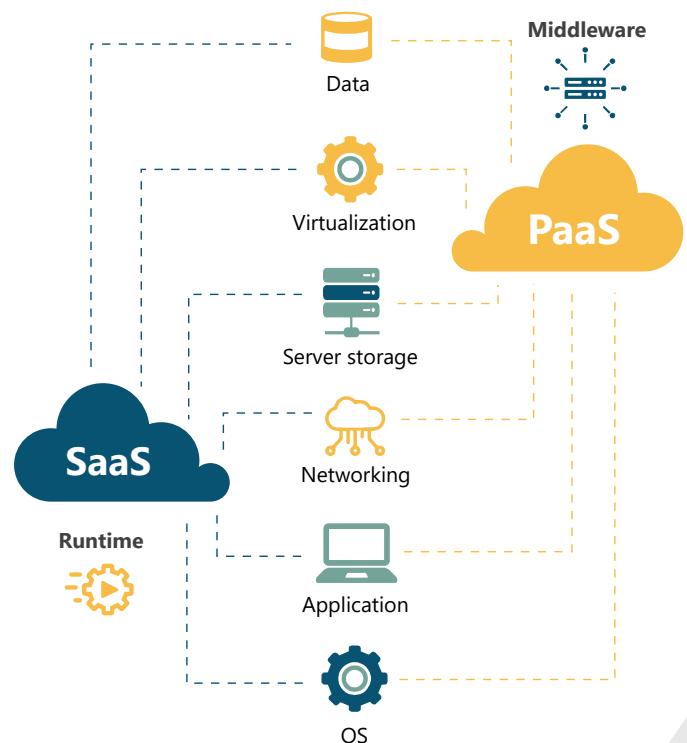 Middleware
Data
Virtualization
PaaS
Server storage
SaaS
Networking
Runtime
Application
OS